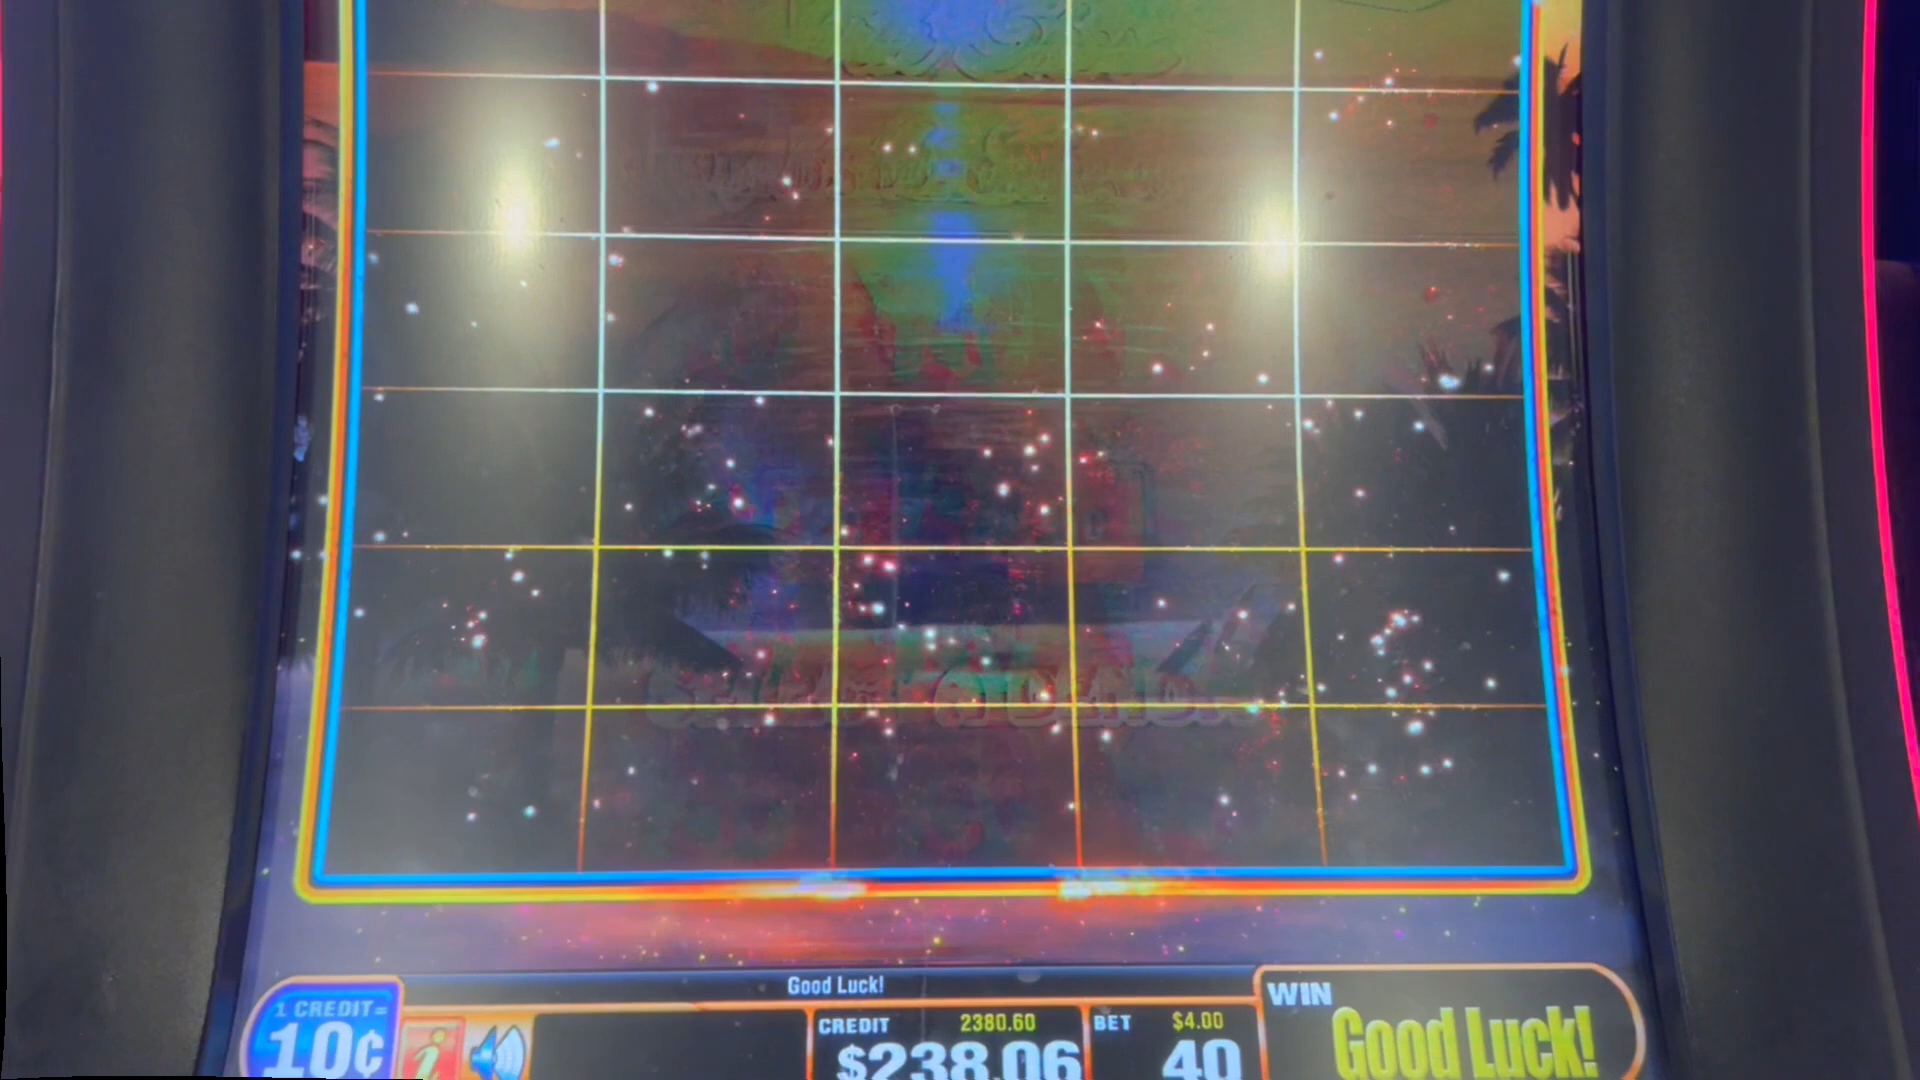 Good Luck!
1 CREDIT=
10¢
i
CREDIT 2380.60
$238.06
BET $4.00
40
WIN
Good Luck!